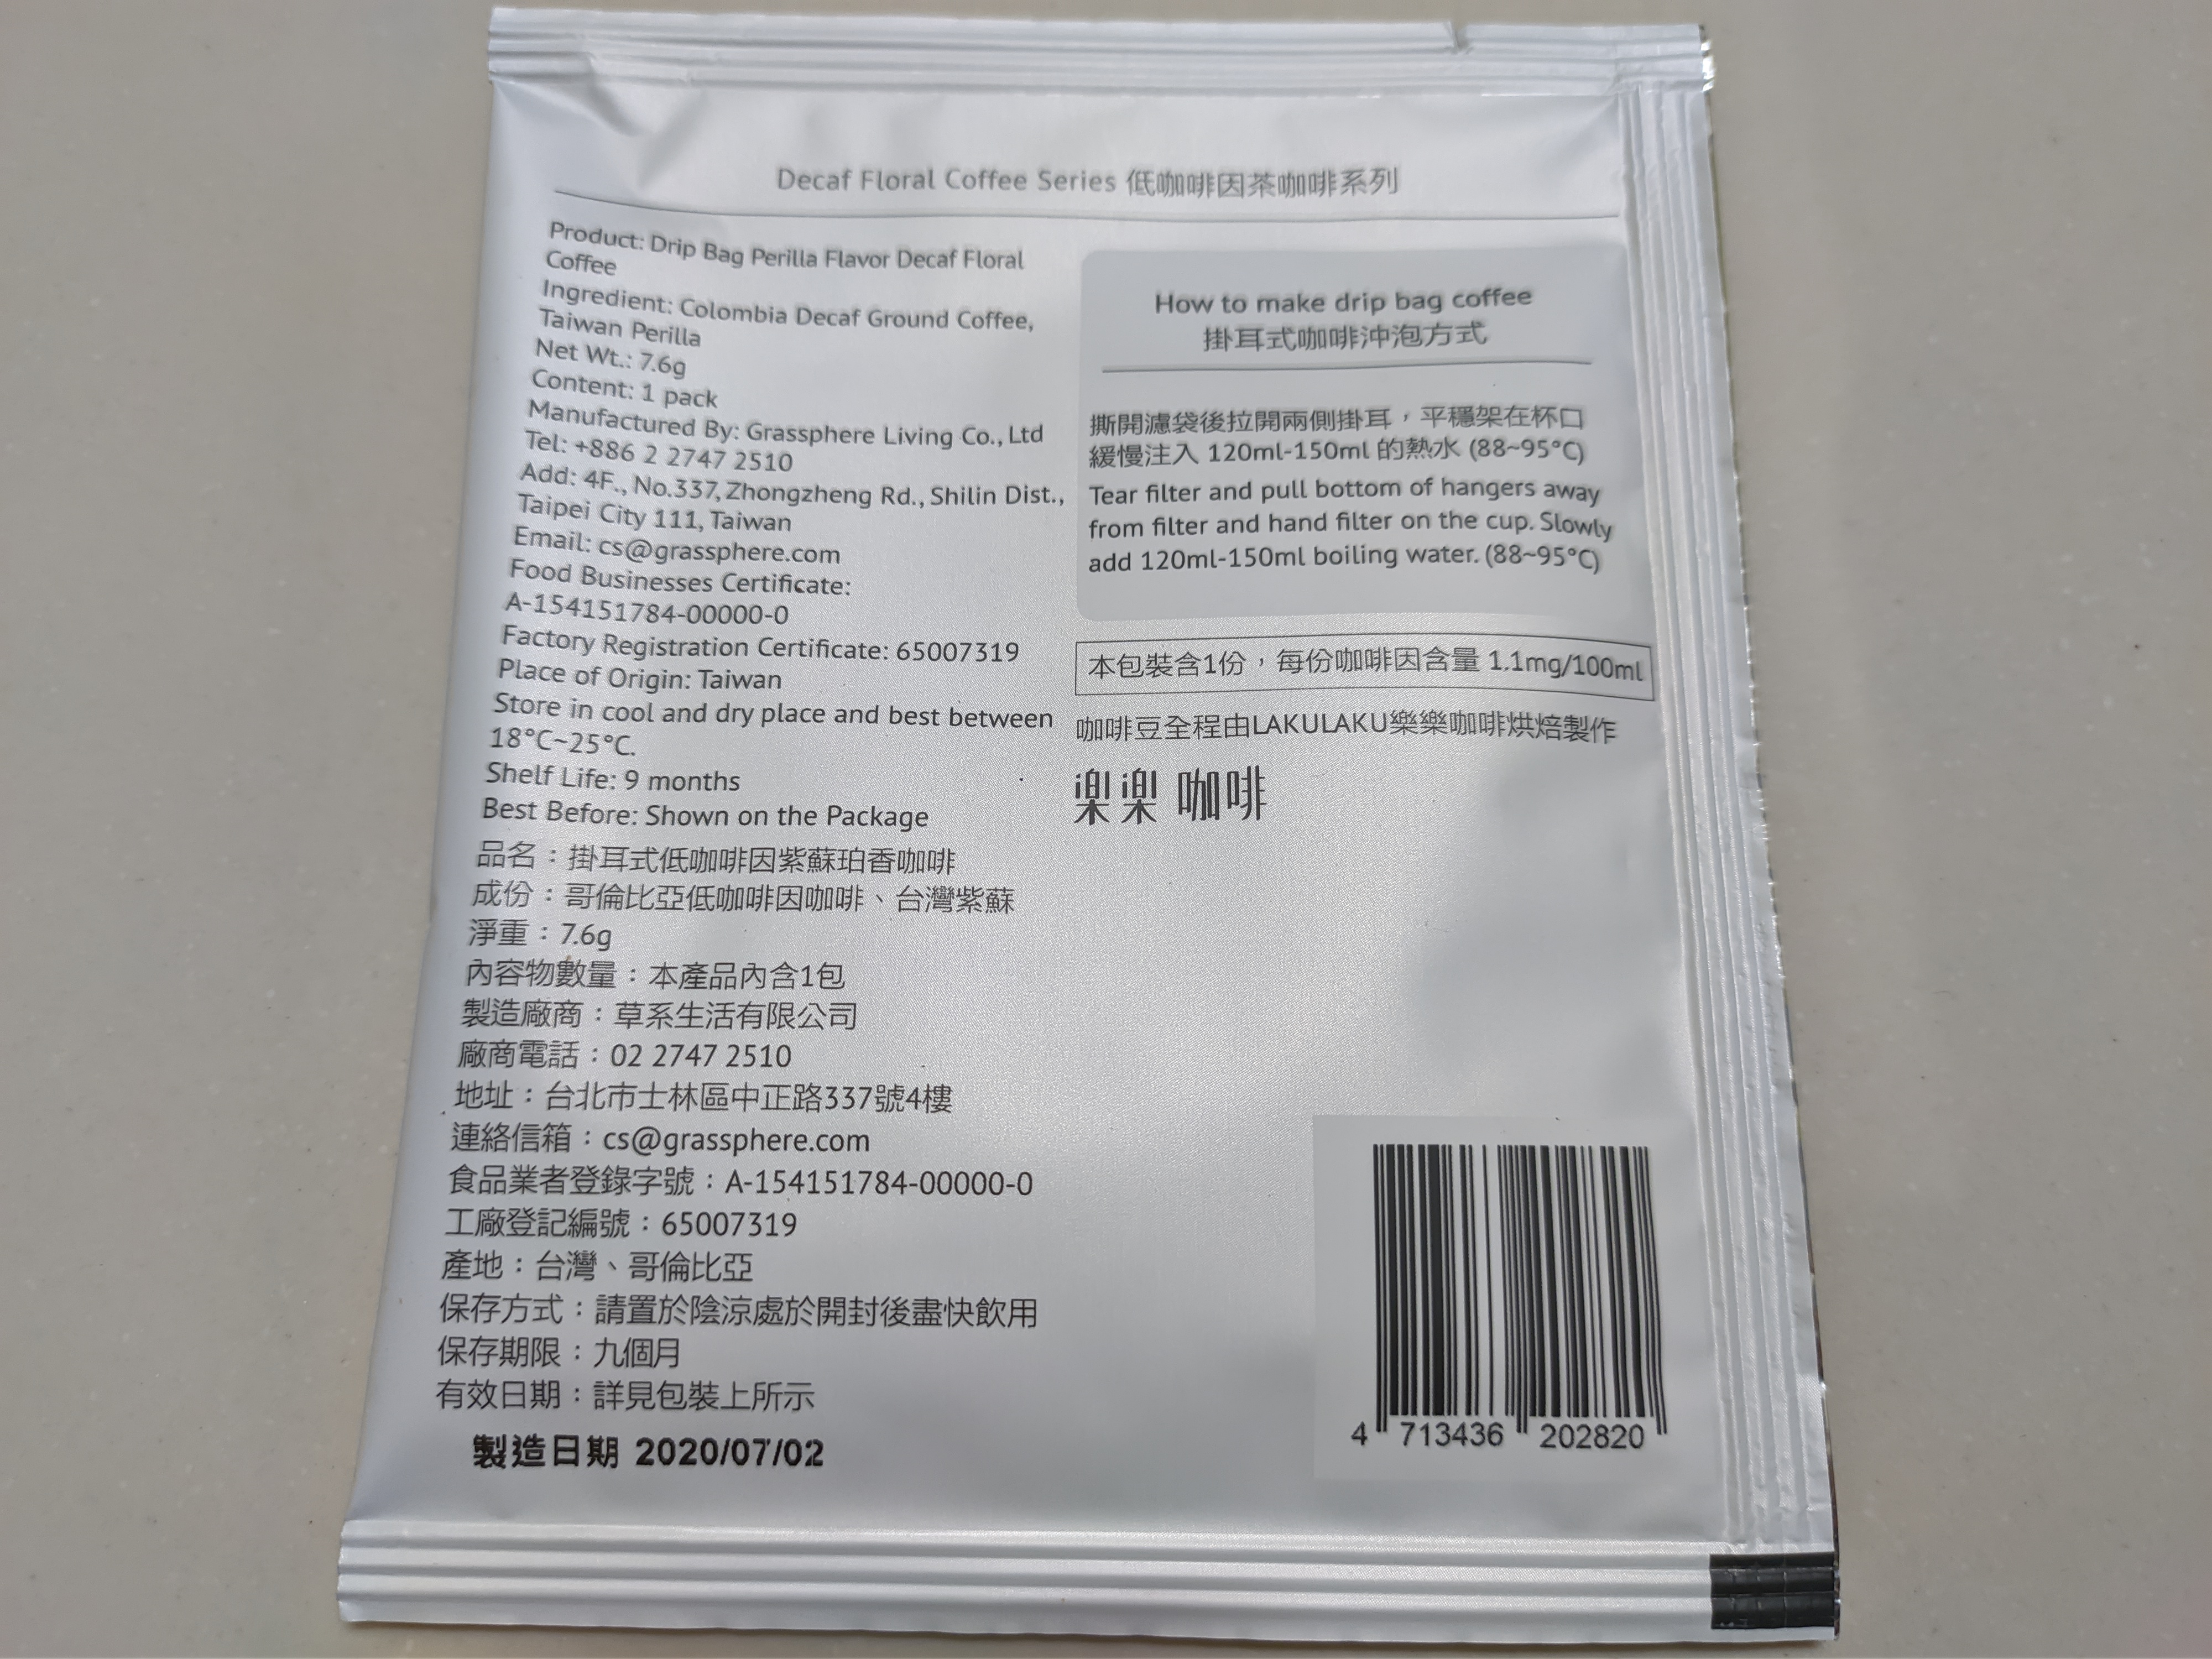 Decaf Floral Coffee Series 低咖啡因茶咖啡系列
Product: Drip Bag Perilla Flavor Decaf Floral
Coffee
Ingredient: Colombia Decaf Ground Coffee,
Taiwan Perilla
Net Wt.: 7.6g
Content: 1 pack
Manufactured By: Grassphere Living Co., Ltd
Tel: +886 2 2747 2510
Add: 4F., No.337, Zhongzheng Rd., Shilin Dist.,
Taipei City 111, Taiwan
Email: cs@grassphere.com
Food Businesses Certificate:
A-154151784-00000-0
Factory Registration Certificate: 65007319
Place of Origin: Taiwan
Store in cool and dry place and best between
18°C~25°C.
Shelf Life: 9 months
Best Before: Shown on the Package
品名：掛耳式低咖啡因紫蘇珀香咖啡
成份：哥倫比亞低咖啡因咖啡、台灣紫蘇
淨重：7.6g
內容物數量：本產品內含1包
製造廠商：草系生活有限公司
廠商電話：02 2747 2510
地址：台北市士林區中正路337號4樓
連絡信箱：cs@grassphere.com
食品業者登錄字號：A-154151784-00000-0
工廠登記編號：65007319
產地：台灣、哥倫比亞
保存方式：請置於陰涼處於開封後盡快飲用
保存期限：九個月
有效日期：詳見包裝上所示
製造日期 2020/07/02
How to make drip bag coffee
掛耳式咖啡沖泡方式
撕開濾袋後拉開兩側掛耳，平穩架在杯口
緩慢注入 120ml-150ml 的熱水 (88~95°C)
Tear filter and pull bottom of hangers away
from filter and hand filter on the cup. Slowly
add 120ml-150ml boiling water. (88~95°C)
本包裝含1份，每份咖啡因含量 1.1mg/100ml
咖啡豆全程由LAKULAKU樂樂咖啡烘焙製作
楽楽 咖啡
4 713436 202820